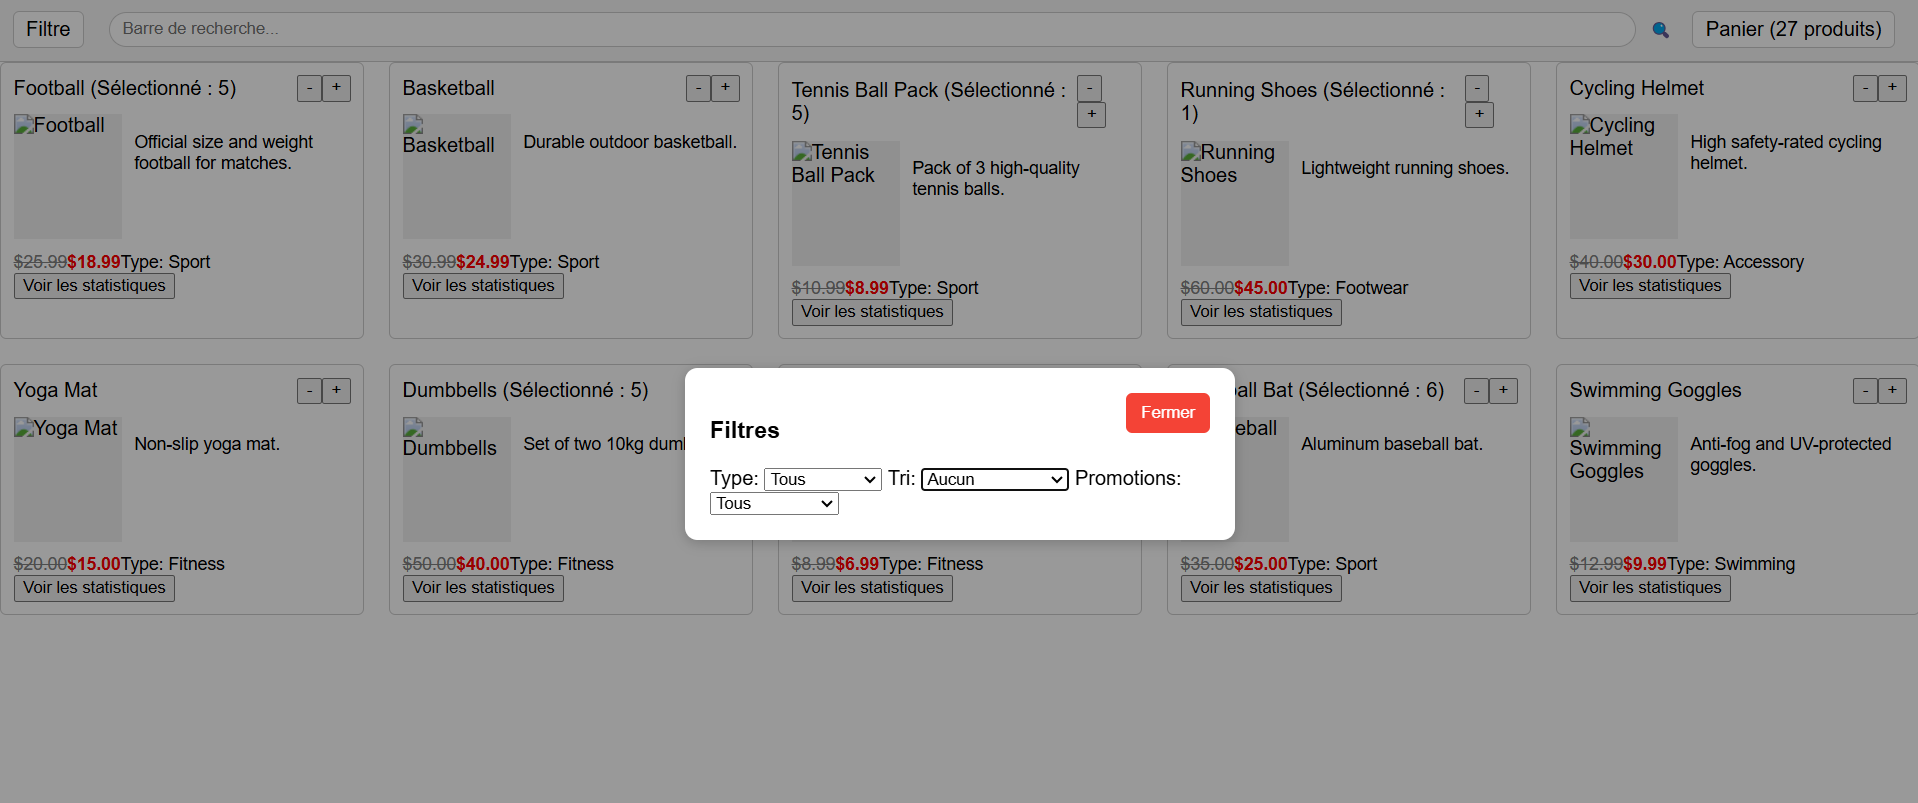 Filtre
Barre de recherche...
Panier (27 produits)
Football (Sélectionné : 5)
- +
Football
Official size and weight
football for matches.
$25.99$18.99Type: Sport
Voir les statistiques
Basketball
- +
Basketball
Durable outdoor basketball.
$30.99$24.99Type: Sport
Voir les statistiques
Tennis Ball Pack (Sélectionné :
5)
-
+
Tennis
Ball Pack
Pack of 3 high-quality
tennis balls.
$10.99$8.99Type: Sport
Voir les statistiques
Running Shoes (Sélectionné :
1)
-
+
Running
Shoes
Lightweight running shoes.
$60.00$45.00Type: Footwear
Voir les statistiques
Cycling Helmet
- +
Cycling
Helmet
High safety-rated cycling
helmet.
$40.00$30.00Type: Accessory
Voir les statistiques
Yoga Mat
- +
Yoga Mat
Non-slip yoga mat.
$20.00$15.00Type: Fitness
Voir les statistiques
Dumbbells (Sélectionné : 5)
Dumbbells
Set of two 10kg
$50.00$40.00Type: Fitness
Voir les statistiques
$8.99$6.99Type: Fitness
Voir les statistiques
Bat (Sélectionné : 6)
- +
Aluminum baseball bat.
$35.00$25.00Type: Sport
Voir les statistiques
Swimming Goggles
- +
Swimming
Goggles
Anti-fog and UV-protected
goggles.
$12.99$9.99Type: Swimming
Voir les statistiques
Fermer
Filtres
Type: Tous Tri: Aucun Promotions:
Tous